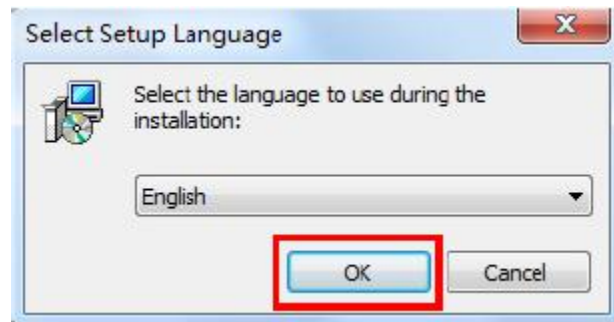 Select Setup Language
Select the language to use during the
installation:
English
OK
Cancel